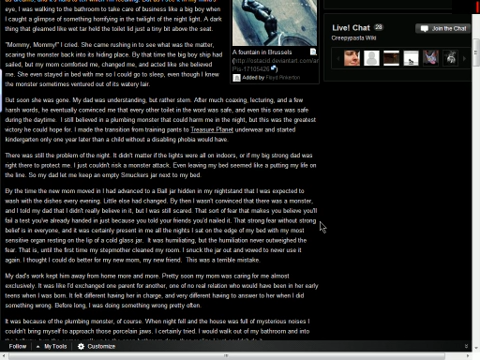 eye, I was walking to the bathroom to take care of business like a big boy when
I caught a glimpse of something horrifying in the twilight of the night light. A dark
thing that gleamed like wet tar held the toilet lid just a tiny bit above the seat.
"Mommy, Mommy!" I cried. She came rushing in to see what was the matter,
scaring the monster back into its hiding place. By that time the big boy ship had
sailed, but my mom comforted me, changed me, and acted like she believed
me. She even stayed in bed with me so I could go to sleep, even though I knew
the monster sometimes ventured out of its watery lair.
A fountain in Brussels
Added by Floyd Pinkerton
Live! Chat 28
Creepypasta Wiki
Join the Chat
But soon she was gone. My dad was understanding, but rather stern. After much coaxing, lecturing, and a few
harsh words, he eventually convinced me that every other toilet in the word was safe, and even this one was safe
during the daytime. I still believed in a plumbing monster that could harm me in the night, but this was the greatest
victory he could hope for. I made the transition from training pants to Treasure Planet underwear and started
kindergarten only one year later than a child without a disabling phobia would have.
There was still the problem of the night. It didn't matter if the lights were all on indoors, or if my big strong dad was
right there to protect me. I just couldn't risk a monster attack. Even leaving my bed seemed like a putting my life on
the line. So my dad let me keep an empty Smuckers jar next to my bed.
By the time the new mom moved in I had advanced to a Ball jar hidden in my nightstand that I was expected to
wash with the dishes every evening. Little else had changed. By then I wasn't convinced that there was a monster,
and I told my dad that I didn't really believe in it, but I was still scared. That sort of fear that makes you believe you'll
fail a test you've already handed in just because you told your friends you'd nailed it. That strong fear without strong
belief is in everyone, and it was certainly present in me all the nights I sat on the edge of my bed with my most
sensitive organ resting on the lip of a cold glass jar. It was humiliating, but the humiliation never outweighed the
fear. That is, until the first time my stepmother cleaned my room. I snuck the jar out and vowed to never use it
again. I thought I could do better for my new mom, my new friend. This was a terrible mistake.
My dad's work kept him away from home more and more. Pretty soon my mom was caring for me almost
exclusively. It was like I'd exchanged one parent for another, one of no real relation who would have been in her early
teens when I was born. It felt different having her in charge, and very different having to answer to her when I did
something wrong. Before long, I was doing something wrong pretty often.
It was because of the plumbing monster, of course. When night fell and the house was full of mysterious noises I
couldn't bring myself to approach those porcelain jaws. I certainly tried. I would walk out of my bathroom and into
Follow My Tools Customize